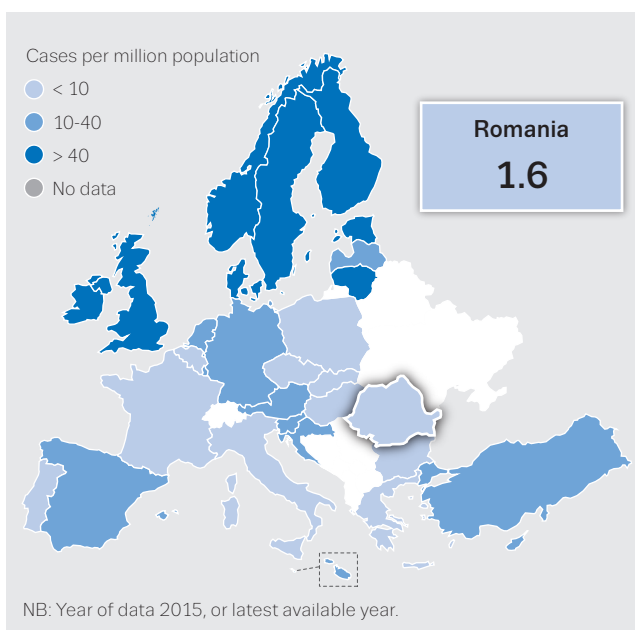 Cases per million population
< 10
10-40
> 40
No data
Romania
1.6
NB: Year of data 2015, or latest available year.